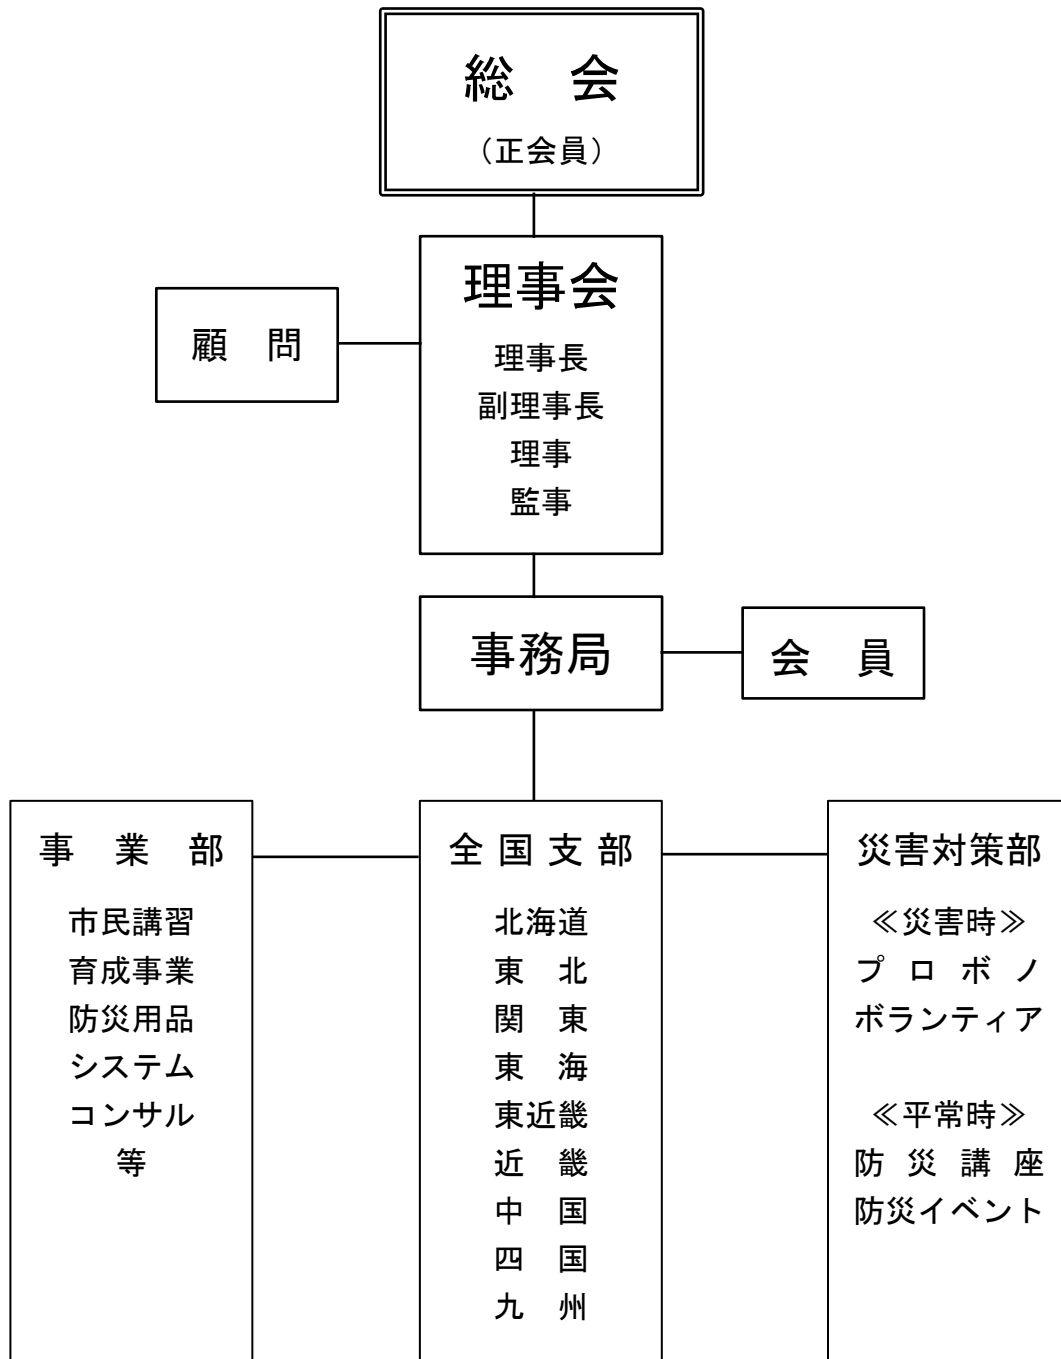 総　会
（正会員）
理事会
理事長
副理事長
理事
監事
顧　問
事務局
会　員
事　業　部
市民講習
育成事業
防災用品
システム
コンサル
等
全 国 支 部
北海道
東　北
関　東
東　海
東近畿
近　畿
中　国
四　国
九　州
災害対策部
≪災害時≫
プ ロ ボ ノ
ボランティア
≪平常時≫
防 災 講 座
防災イベント